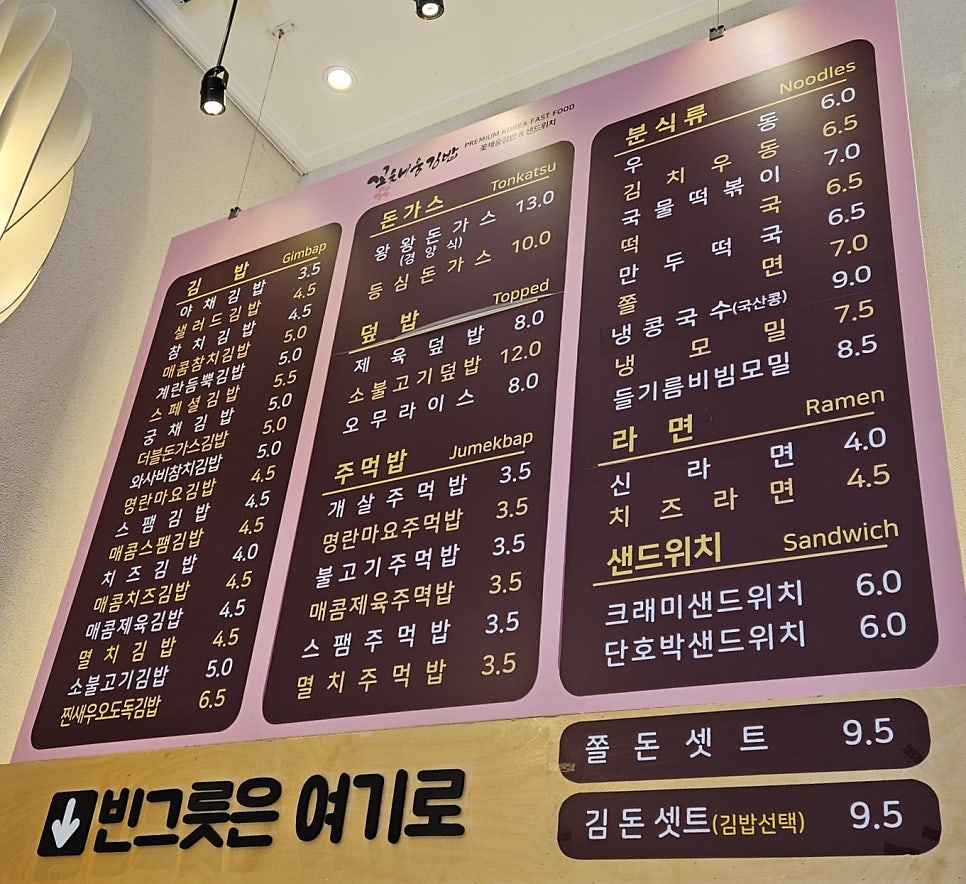 꽃채움김밥
PREMIUM KOREA FAST FOOD
꽃채움김밥 & 샌드위치
김밥 Gimbap
야채김밥 3.5
샐러드김밥 4.5
참치김밥 4.5
매콤참치김밥 5.0
계란듬뿍김밥 5.0
스페셜김밥 5.5
궁채김밥 5.0
더블돈가스김밥 5.0
와사비참치김밥 5.0
명란마요김밥 4.5
스팸김밥 4.5
매콤스팸김밥 4.5
치즈김밥 4.0
매콤치즈김밥 4.5
매콤제육김밥 4.5
멸치김밥 4.5
소불고기김밥 5.0
찐새우오도독김밥 6.5
돈가스 Tonkatsu
왕왕돈가스 13.0
(경양식)
등심돈가스 10.0
덮밥 Topped
제육덮밥 8.0
소불고기덮밥 12.0
오무라이스 8.0
주먹밥 Jumekbap
개살주먹밥 3.5
명란마요주먹밥 3.5
불고기주먹밥 3.5
매콤제육주멱밥 3.5
스팸주먹밥 3.5
멸치주먹밥 3.5
분식류 Noodles
우동 6.0
김치우동 6.5
국물떡볶이 7.0
떡국 6.5
만두떡국 6.5
쫄면 7.0
냉콩국수(국산콩) 9.0
냉모밀 7.5
들기름비빔모밀 8.5
라면 Ramen
신라면 4.0
치즈라면 4.5
샌드위치 Sandwich
크래미샌드위치 6.0
단호박샌드위치 6.0
쫄돈셋트 9.5
김돈셋트(김밥선택) 9.5
빈그릇은 여기로